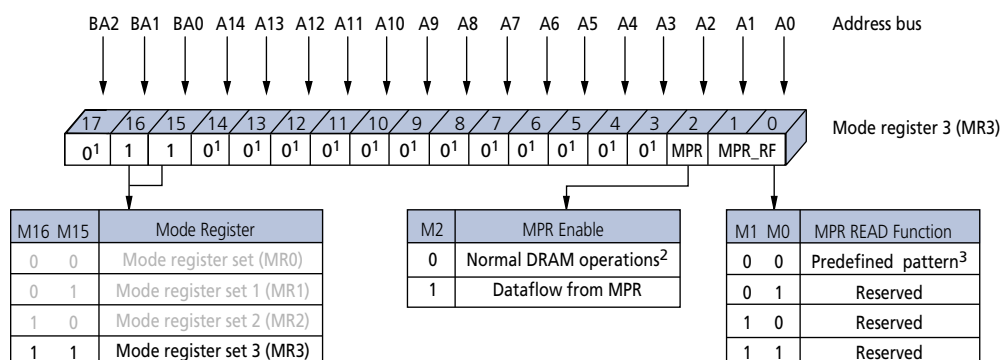 BA2 BA1 BA0 A14 A13 A12 A11 A10 A9 A8 A7 A6 A5 A4 A3 A2 A1 A0 Address bus
17 16 15 14 13 12 11 10 9 8 7 6 5 4 3 2 1 0 Mode register 3 (MR3)
0¹ 1 1 0¹ 0¹ 0¹ 0¹ 0¹ 0¹ 0¹ 0¹ 0¹ 0¹ 0¹ 0¹ MPR MPR_RF
M16 M15 Mode Register
0 0 Mode register set (MR0)
0 1 Mode register set 1 (MR1)
1 0 Mode register set 2 (MR2)
1 1 Mode register set 3 (MR3)
M2 MPR Enable
0 Normal DRAM operations²
1 Dataflow from MPR
M1 M0 MPR READ Function
0 0 Predefined pattern³
0 1 Reserved
1 0 Reserved
1 1 Reserved